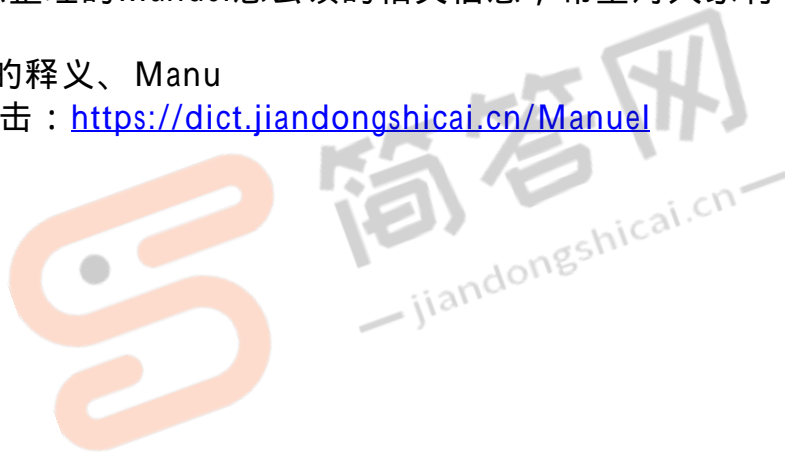 的释义、Manu
击：https://dict.jiandongshicai.cn/Manuel
简答网
jiandongshicai.cn